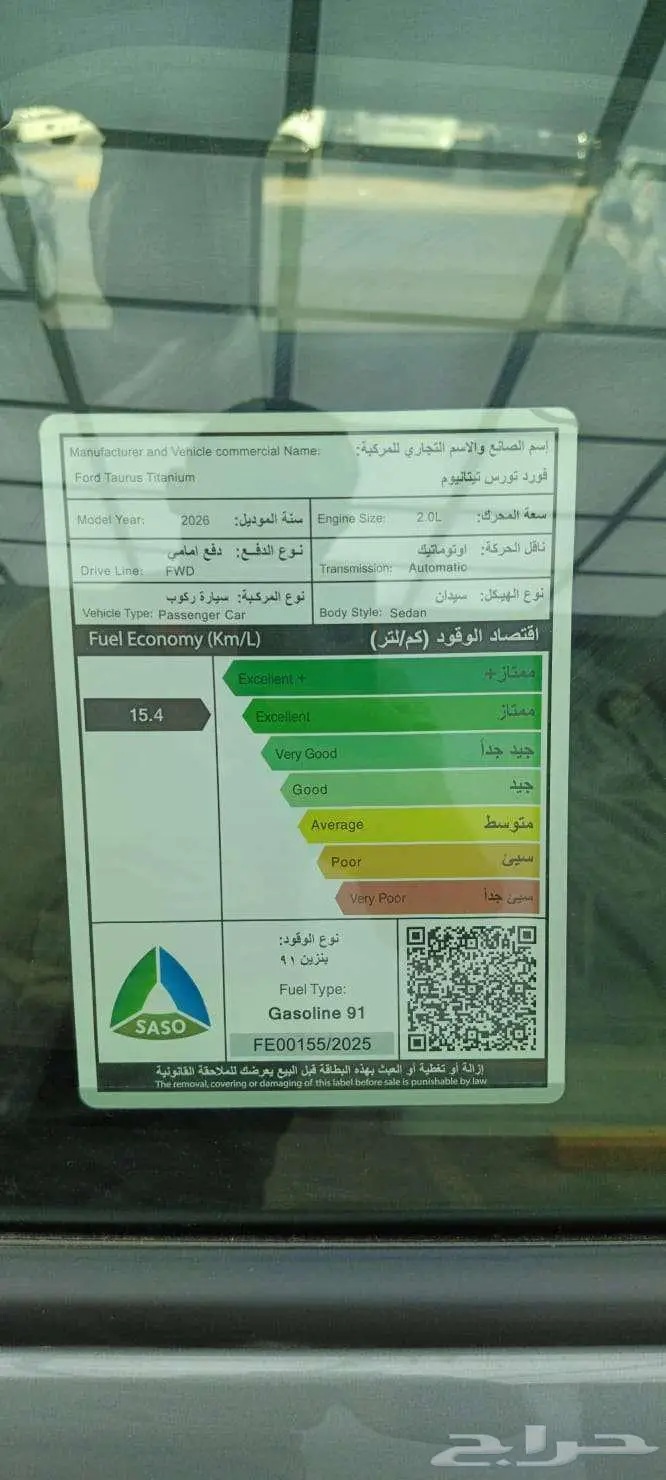 Manufacturer and Vehicle commercial Name: إسم الصانع والاسم التجاري للمركبة:
Ford Taurus Titanium فورد تورس تيتانيوم
Model Year: 2026 سنة الموديل:
Engine Size: 2.0L سعة المحرك:
نوع الدفع: دفع امامي
Drive Line: FWD
ناقل الحركة: اوتوماتيك
Transmission: Automatic
نوع المركبة: سيارة ركوب
Vehicle Type: Passenger Car
نوع الهيكل: سيدان
Body Style: Sedan
Fuel Economy (Km/L) اقتصاد الوقود (كم/لتر)
Excellent + ممتاز+
15.4
Excellent ممتاز
Very Good جيد جداً
Good جيد
Average متوسط
Poor سيئ
Very Poor سيئ جداً
SASO
نوع الوقود:
بنزين ٩١
Fuel Type:
Gasoline 91
FE00155/2025
إزالة أو تغطية أو العبث بهذه البطاقة قبل البيع يعرضك للملاحقة القانونية
The removal, covering or damaging of this label before sale is punishable by law
حراج